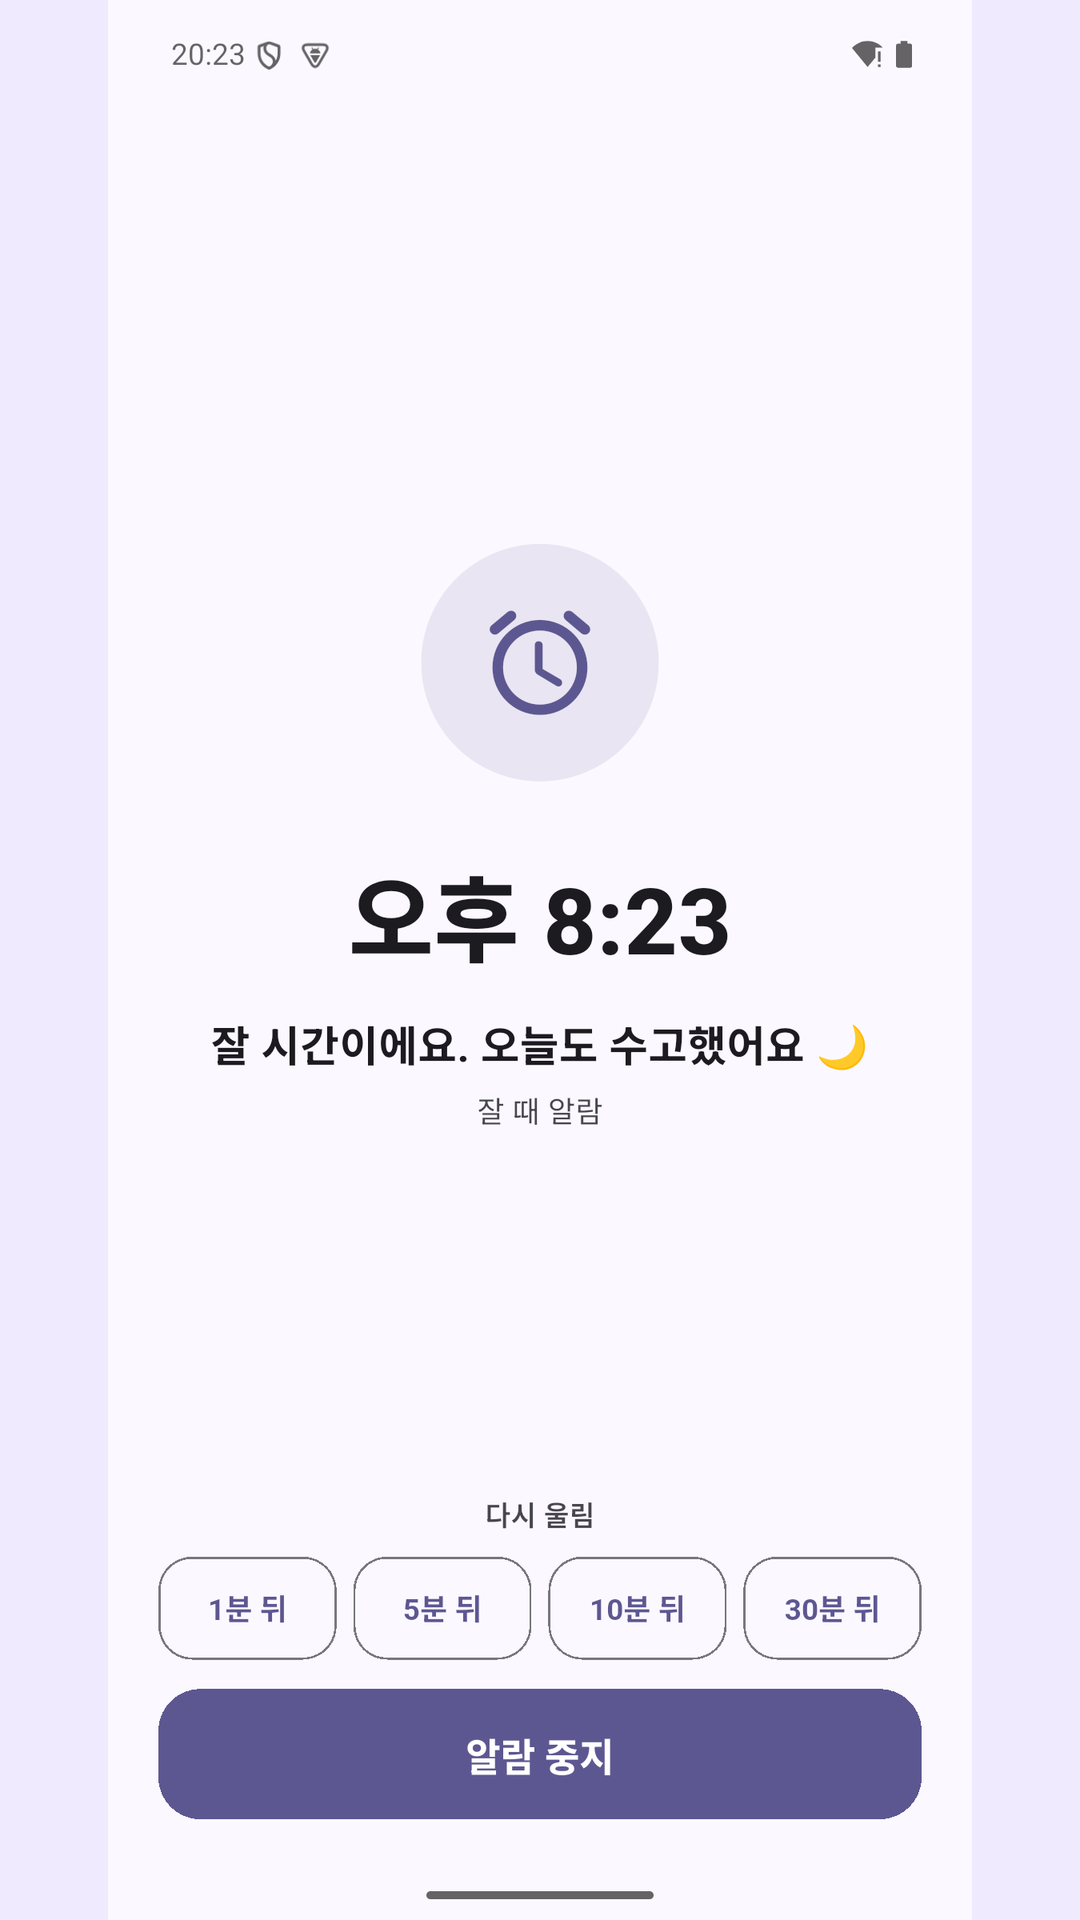 20:23
오후 8:23
잘 시간이에요. 오늘도 수고했어요 🌙
잘 때 알람
다시 울림
1분 뒤 5분 뒤 10분 뒤 30분 뒤
알람 중지